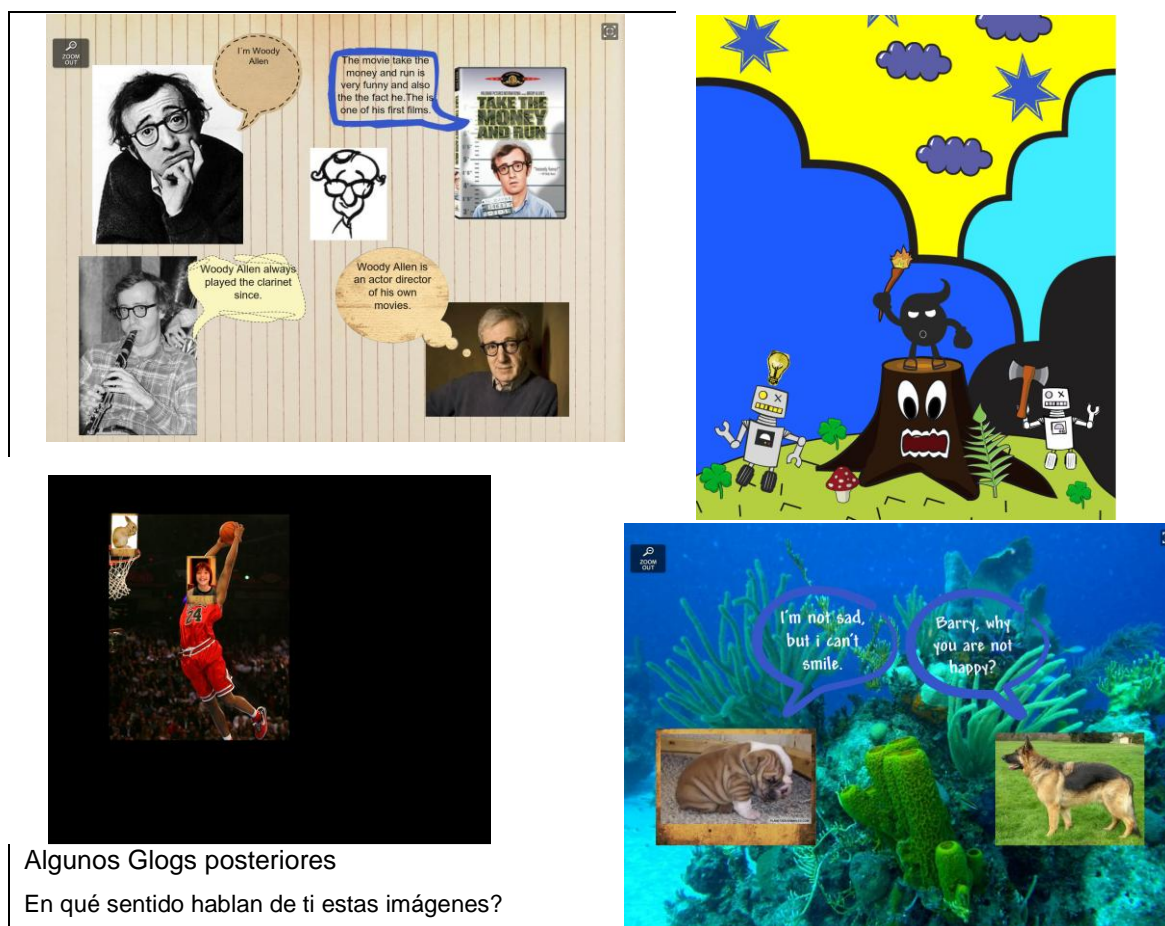 ZOOM
OUT
I´m Woody
Allen
The movie take the
money and run is
very funny and also
the the fact he.The is
one of his first films.
TAKE THE
MONEY
AND RUN
Woody Allen always
played the clarinet
since.
Woody Allen is
an actor director
of his own
movies.
24
ZOOM
OUT
I´m not sad,
but i can´t
smile.
Barry, why
you are not
happy?
Algunos Glogs posteriores
En qué sentido hablan de ti estas imágenes?